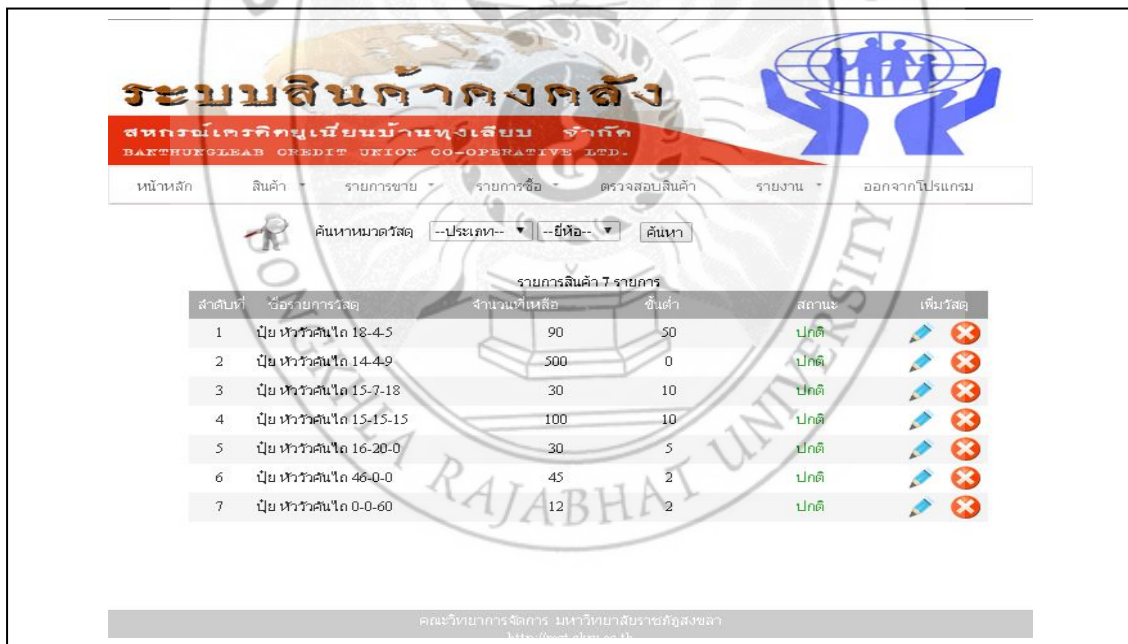 ระบบสินค้าคงคลัง
สหกรณ์เครดิตยูเนี่ยนบ้านทุ่งเลียบ จำกัด
BANTHUNGLEAB CREDIT UNION CO-OPERATIVE LTD.
หน้าหลัก สินค้า รายการขาย รายการซื้อ ตรวจสอบสินค้า รายงาน ออกจากโปรแกรม
ค้นหาหมวดวัสดุ --ประเภท-- --ยี่ห้อ-- ค้นหา
รายการสินค้า 7 รายการ
ลำดับที่ ชื่อรายการวัสดุ จำนวนที่เหลือ ขั้นต่ำ สถานะ เพิ่มวัสดุ
1 ปุ๋ย หัววัวคันไถ 18-4-5 90 50 ปกติ
2 ปุ๋ย หัววัวคันไถ 14-4-9 500 0 ปกติ
3 ปุ๋ย หัววัวคันไถ 15-7-18 30 10 ปกติ
4 ปุ๋ย หัววัวคันไถ 15-15-15 100 10 ปกติ
5 ปุ๋ย หัววัวคันไถ 16-20-0 30 5 ปกติ
6 ปุ๋ย หัววัวคันไถ 46-0-0 45 2 ปกติ
7 ปุ๋ย หัววัวคันไถ 0-0-60 12 2 ปกติ
SONGKHLA RAJABHAT UNIVERSITY
คณะวิทยาการจัดการ มหาวิทยาลัยราชภัฏสงขลา